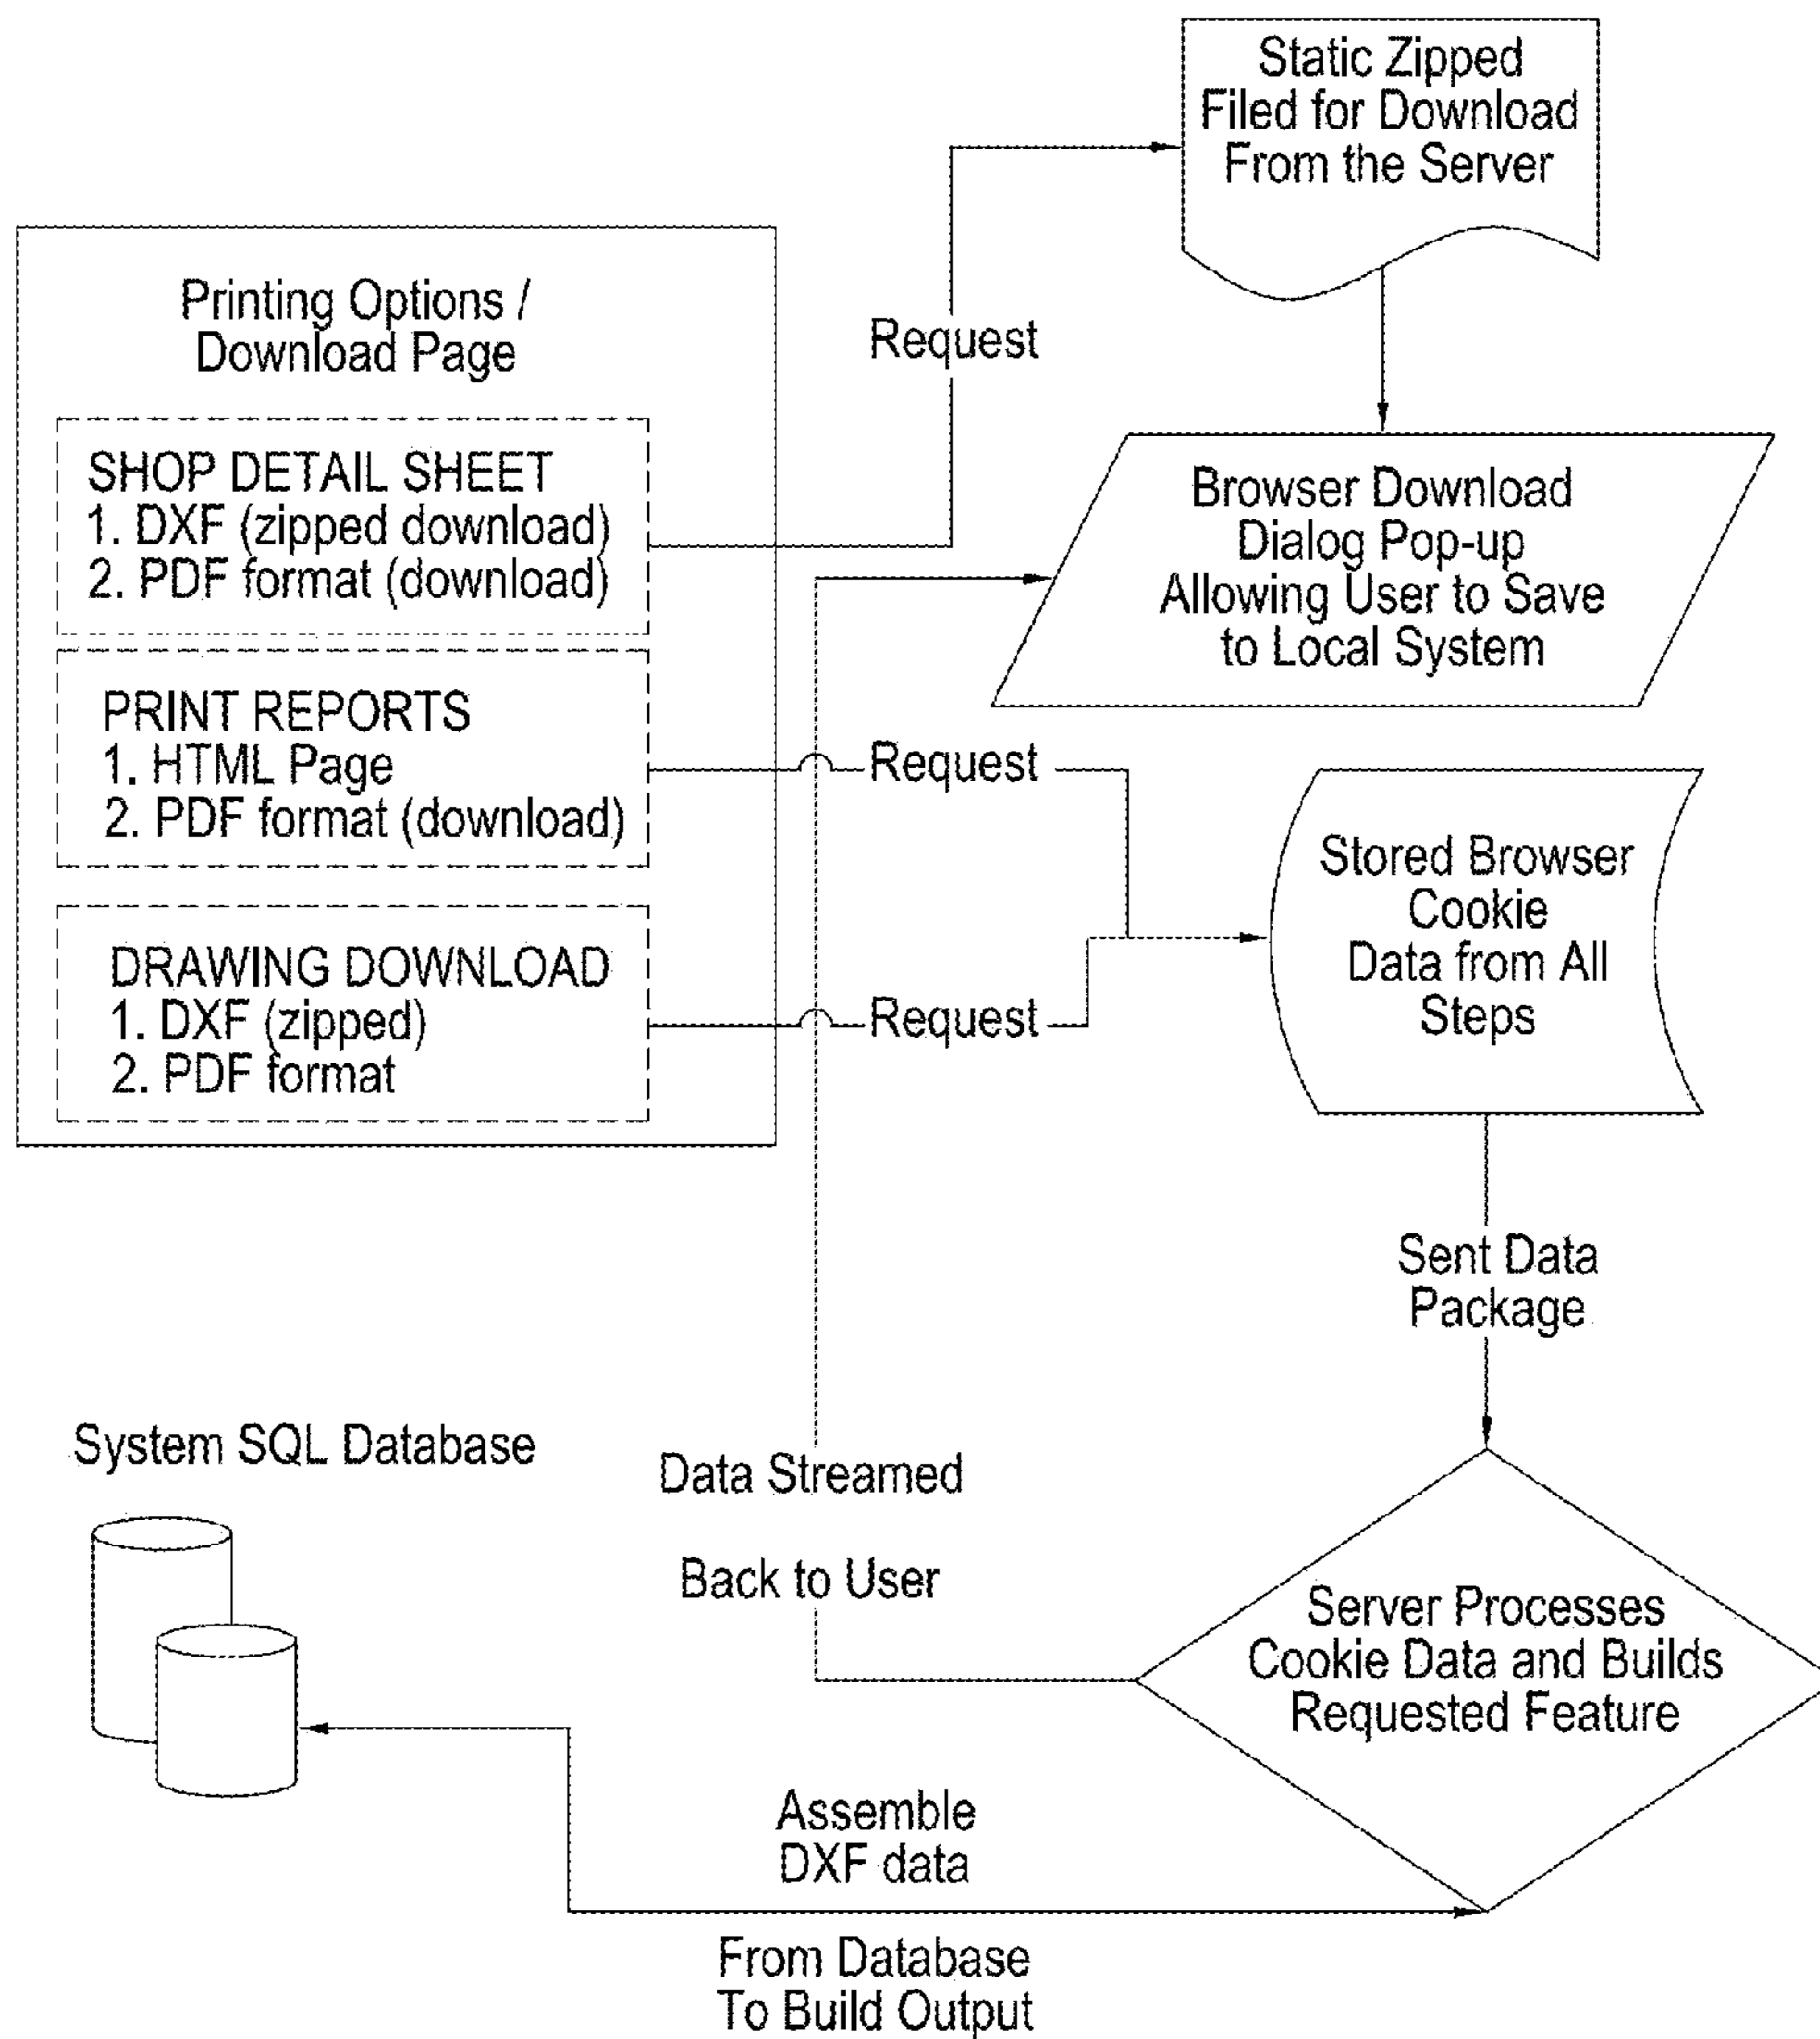 Static Zipped
Filed for Download
From the Server
Request
Printing Options /
Download Page
SHOP DETAIL SHEET
1. DXF (zipped download)
2. PDF format (download)
PRINT REPORTS
1. HTML Page
2. PDF format (download)
DRAWING DOWNLOAD
1. DXF (zipped)
2. PDF format
Browser Download
Dialog Pop-up
Allowing User to Save
to Local System
Request
Request
Stored Browser
Cookie
Data from All
Steps
Sent Data
Package
System SQL Database
Data Streamed
Back to User
Server Processes
Cookie Data and Builds
Requested Feature
Assemble
DXF data
From Database
To Build Output